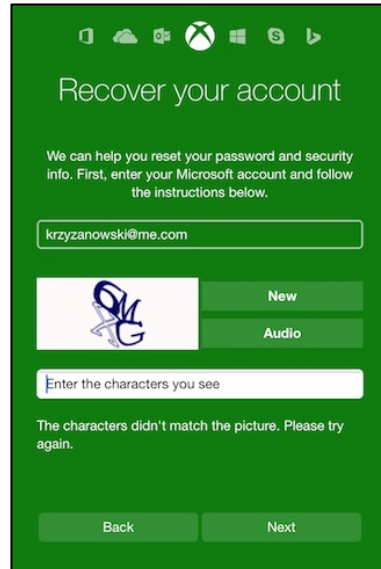 Recover your account
We can help you reset your password and security
info. First, enter your Microsoft account and follow
the instructions below.
krzyzanowski@me.com
New
Audio
Enter the characters you see
The characters didn't match the picture. Please try
again.
Back
Next